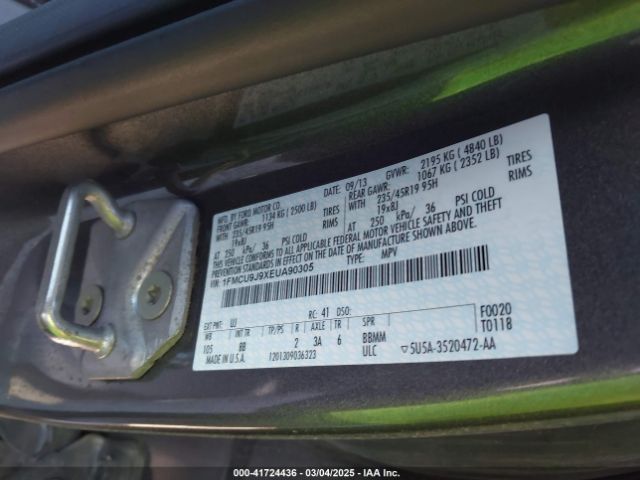 MFD. BY FORD MOTOR CO.
DATE: 09/13 GVWR: 2195 KG ( 4840 LB)
FRONT GAWR: 1134 KG ( 2500 LB) REAR GAWR: 1067 KG ( 2352 LB)
WITH 235/45R19 95H TIRES WITH 235/45R19 95H TIRES
19x8J RIMS 19x8J RIMS
AT 250 kPa/ 36 PSI COLD AT 250 kPa/ 36 PSI COLD
THIS VEHICLE CONFORMS TO ALL APPLICABLE FEDERAL MOTOR VEHICLE SAFETY AND THEFT
PREVENTION STANDARDS IN EFFECT ON THE DATE OF MANUFACTURE SHOWN ABOVE.
VIN: 1FMCU9J9XEUA90305 TYPE: MPV
EXT PNT: UJ RC: 41 DSO: F0020
WB INT TR TP/PS R AXLE TR SPR T0118
105 BB 2 3A 6 BBMM
MADE IN U.S.A. 1201309036323 ULC 5U5A-3520472-AA
000-41724436 - 03/04/2025 - IAA Inc.